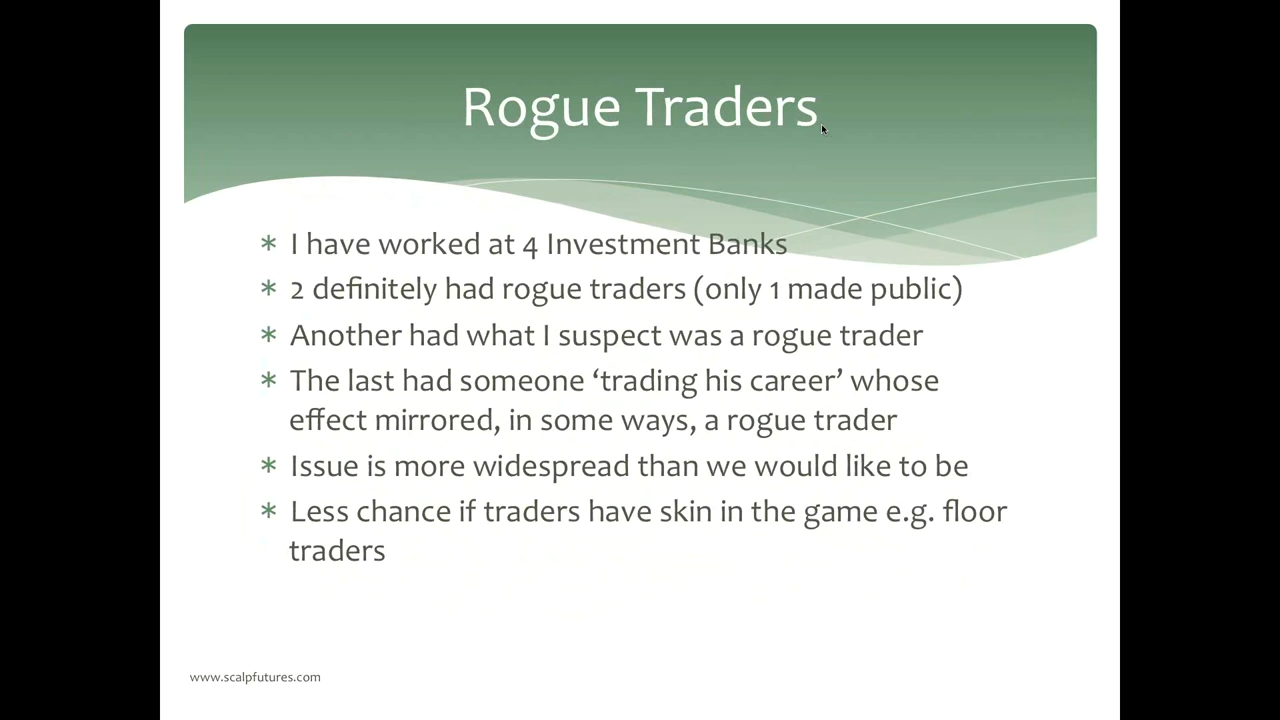 Rogue Traders
* I have worked at 4 Investment Banks
* 2 definitely had rogue traders (only 1 made public)
* Another had what I suspect was a rogue trader
* The last had someone ‘trading his career’ whose
effect mirrored, in some ways, a rogue trader
* Issue is more widespread than we would like to be
* Less chance if traders have skin in the game e.g. floor
traders
www.scalpfutures.com